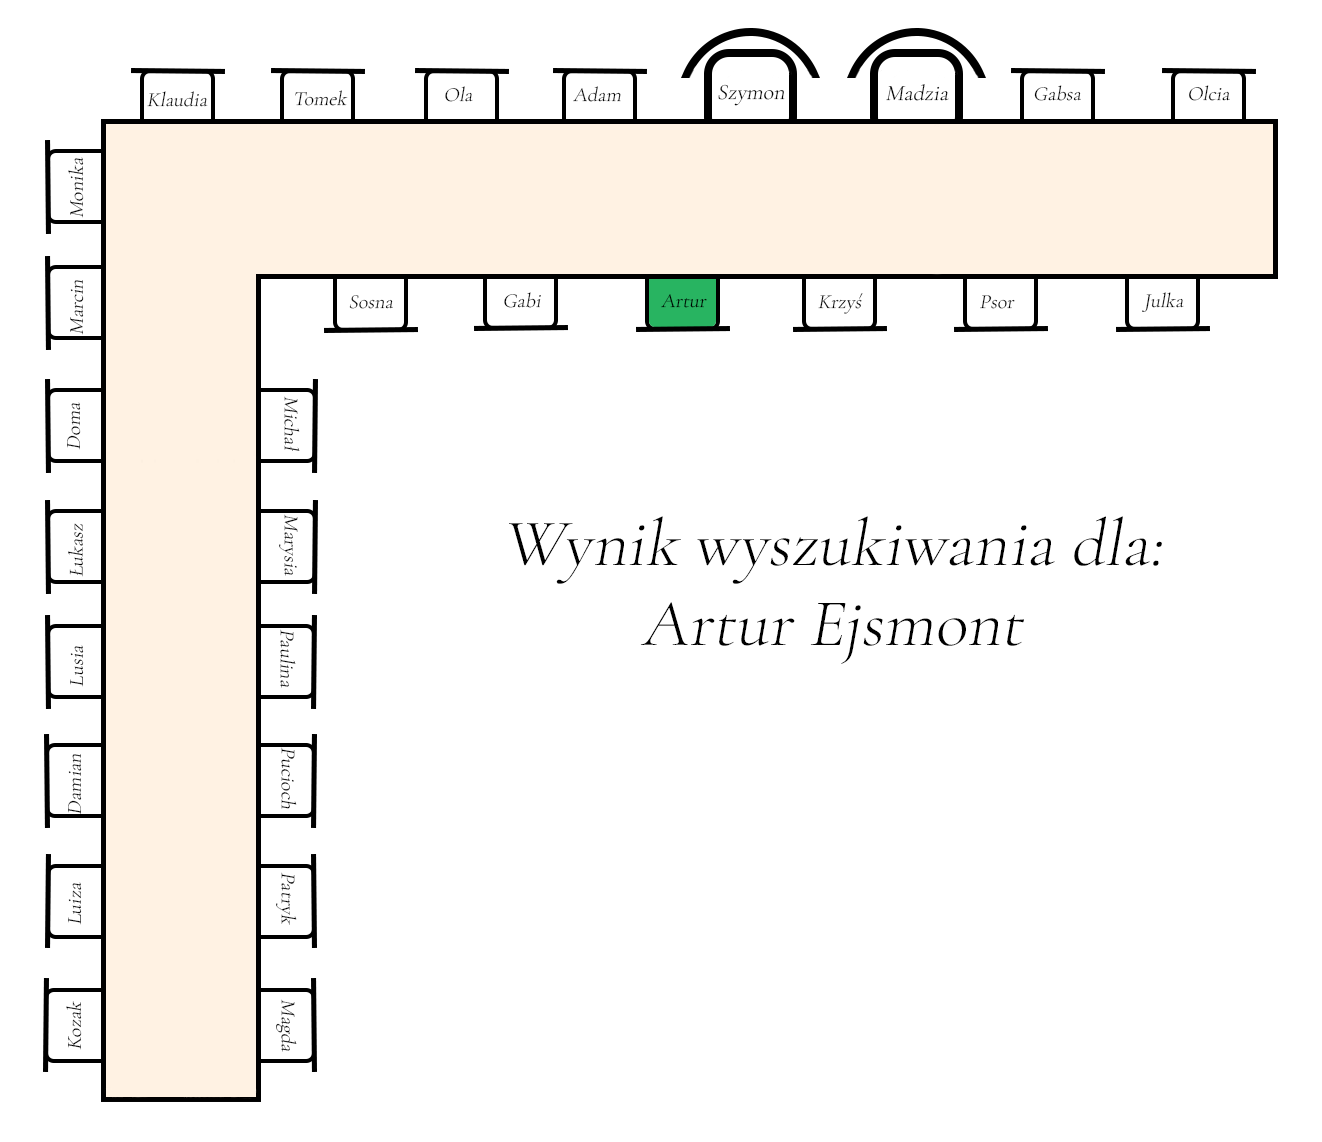 Klaudia
Tomek
Ola
Adam
Szymon
Madzia
Gabsa
Olcia
Monika
Marcin
Doma
Łukasz
Lusia
Damian
Luiza
Kozak
Sosna
Gabi
Artur
Krzyś
Psor
Julka
Michał
Marysia
Paulina
Pucioch
Patryk
Magda
Wynik wyszukiwania dla:
Artur Ejsmont